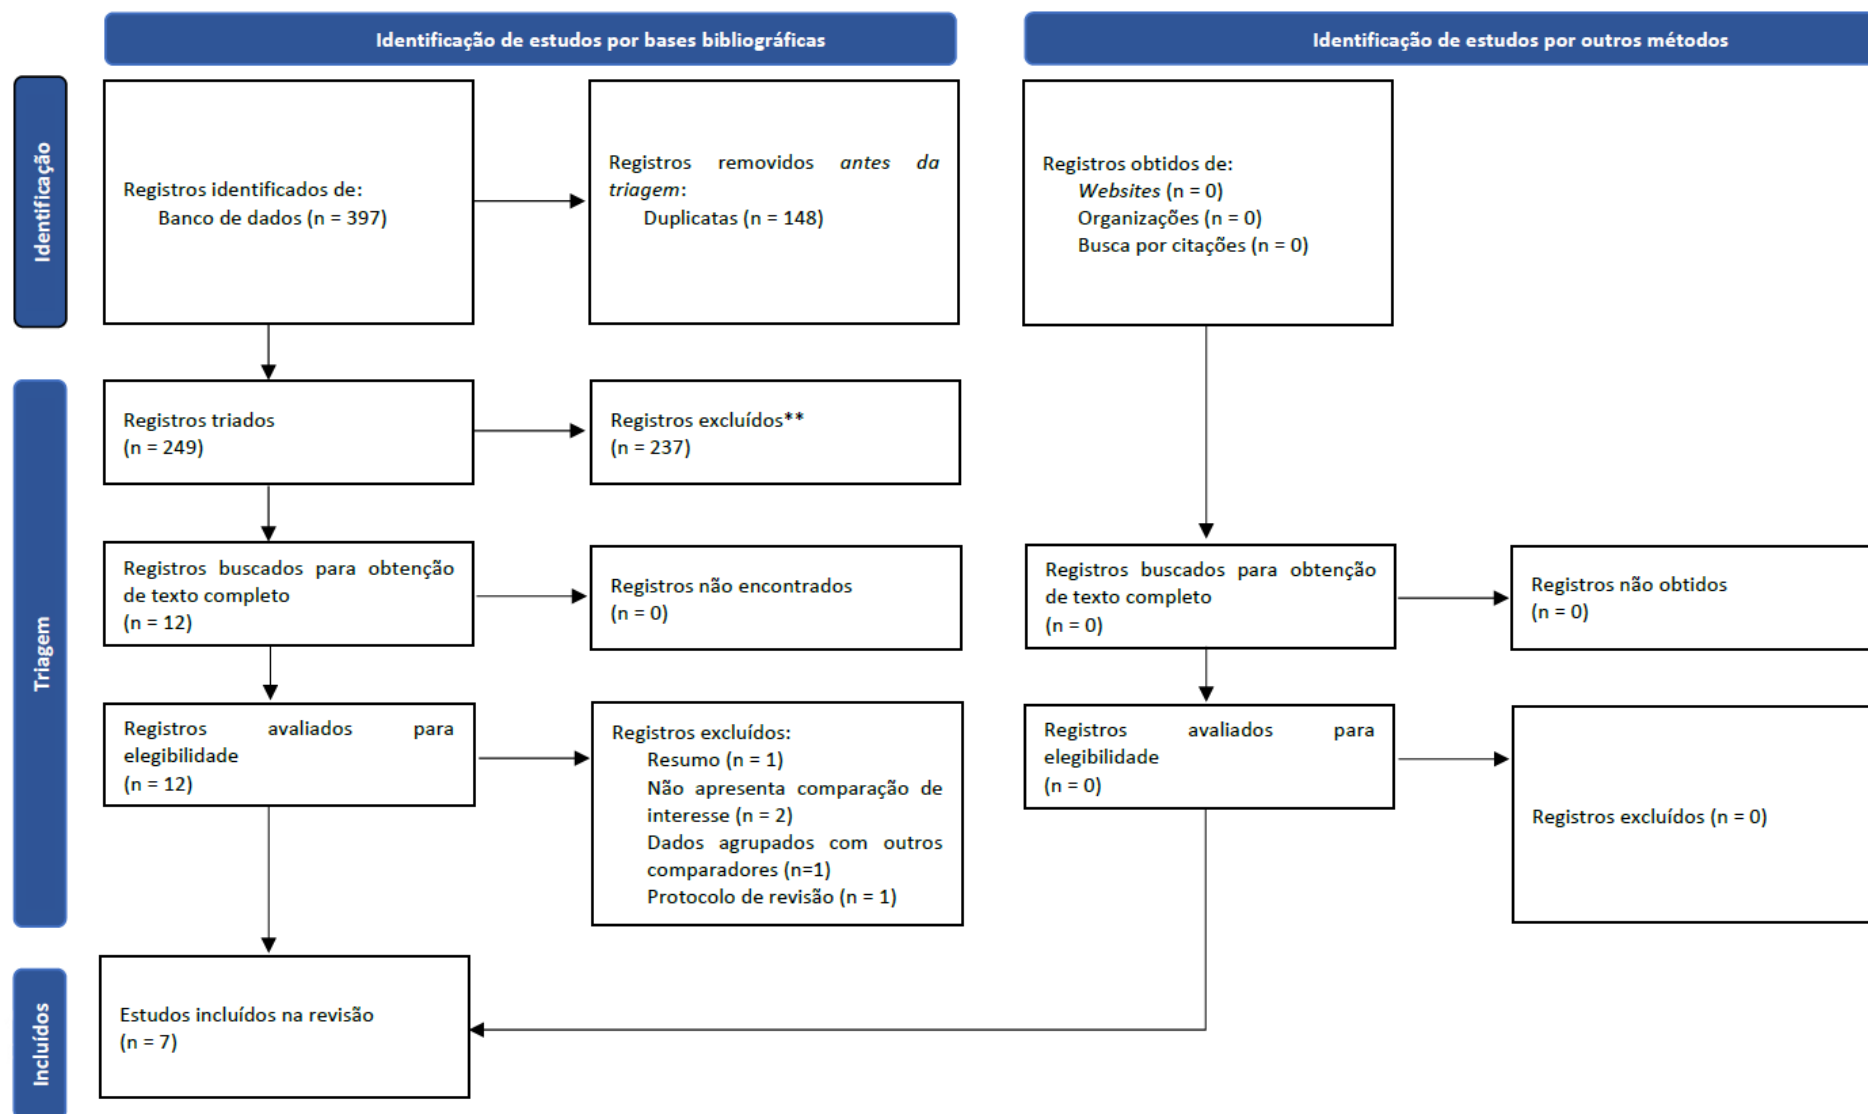 Identificação de estudos por bases bibliográficas
Identificação de estudos por outros métodos
Identificação
Registros identificados de:
Banco de dados (n = 397)
Registros removidos antes da
triagem:
Duplicatas (n = 148)
Registros obtidos de:
Websites (n = 0)
Organizações (n = 0)
Busca por citações (n = 0)
Triagem
Registros triados
(n = 249)
Registros excluídos**
(n = 237)
Registros buscados para obtenção
de texto completo
(n = 12)
Registros não encontrados
(n = 0)
Registros buscados para obtenção
de texto completo
(n = 0)
Registros não obtidos
(n = 0)
Registros avaliados para
elegibilidade
(n = 12)
Registros excluídos:
Resumo (n = 1)
Não apresenta comparação de
interesse (n = 2)
Dados agrupados com outros
comparadores (n=1)
Protocolo de revisão (n = 1)
Registros avaliados para
elegibilidade
(n = 0)
Registros excluídos (n = 0)
Incluídos
Estudos incluídos na revisão
(n = 7)